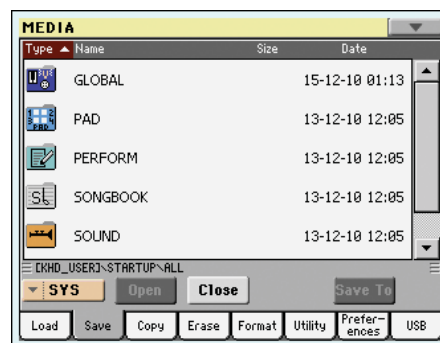 MEDIA
Type Name Size Date
GLOBAL 15-12-10 01:13
PAD 13-12-10 12:05
PERFORM 13-12-10 12:05
SONGBOOK 13-12-10 12:05
SOUND 13-12-10 12:05
[KHD_USER]\STARTUP\ALL
SYS Open Close Save To
Load Save Copy Erase Format Utility Prefer-ences USB